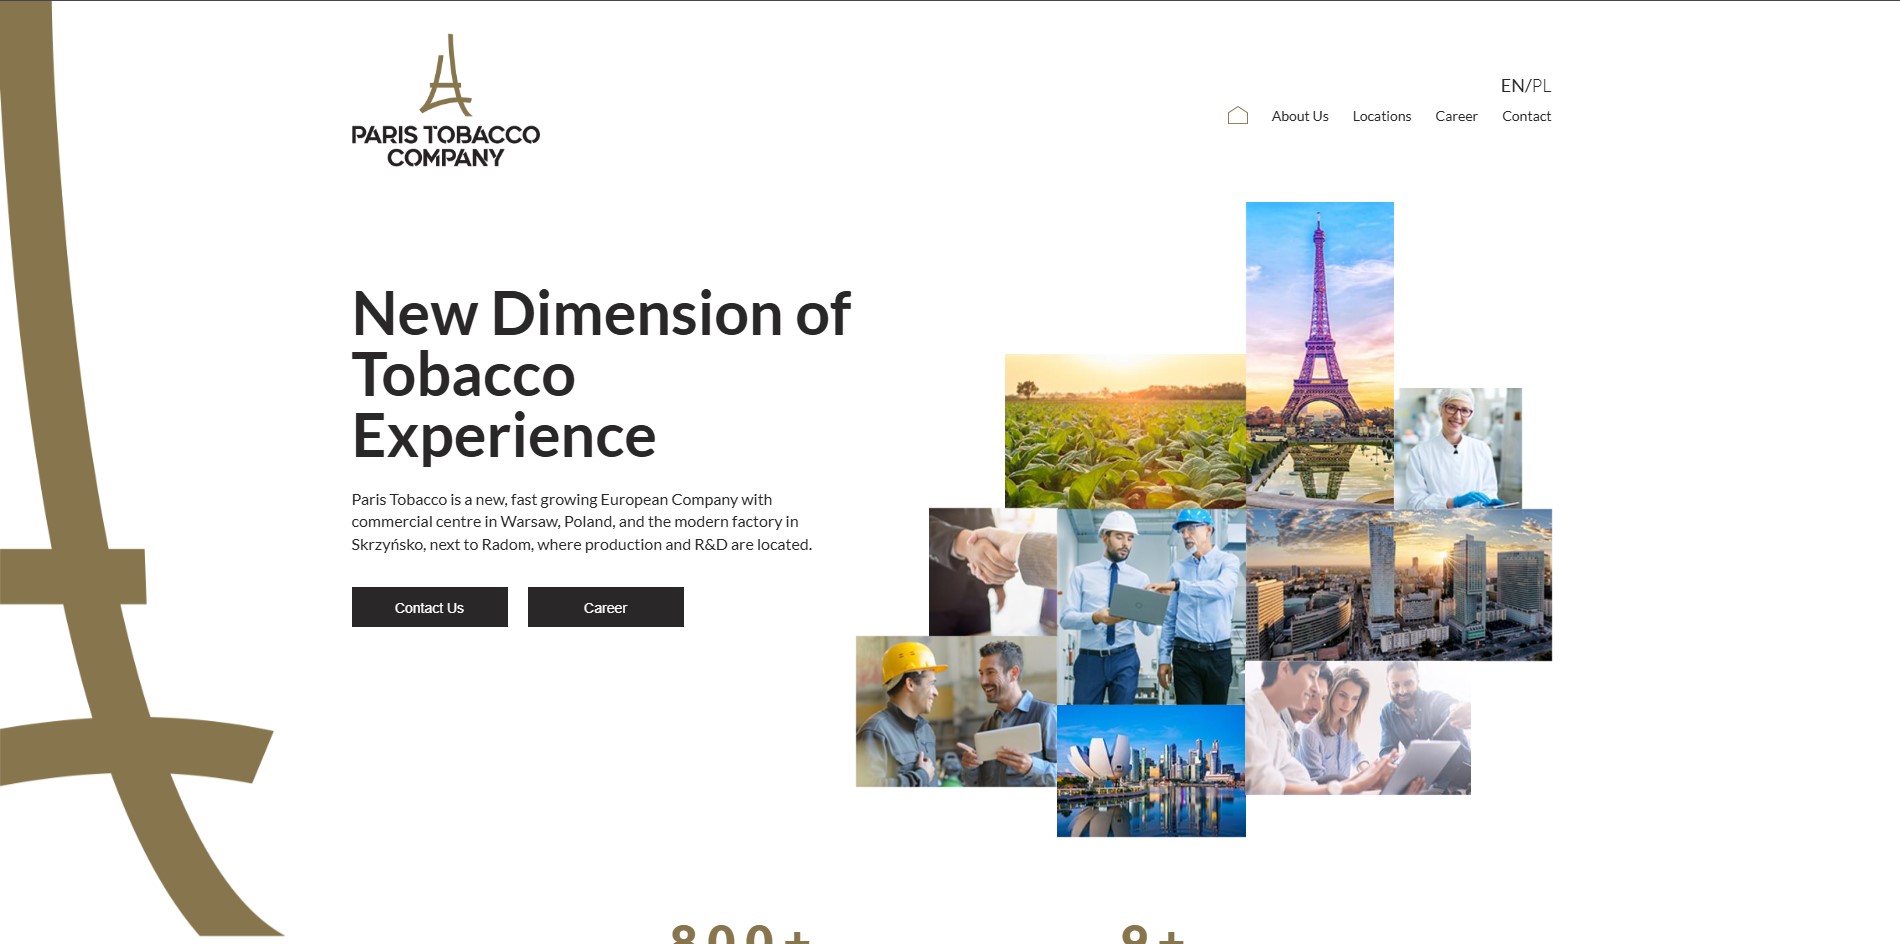 PARIS TOBACCO
COMPANY
EN/PL
About Us
Locations
Career
Contact
New Dimension of
Tobacco
Experience
Paris Tobacco is a new, fast growing European Company with
commercial centre in Warsaw, Poland, and the modern factory in
Skrzyńsko, next to Radom, where production and R&D are located.
Contact Us
Career
800+
9+